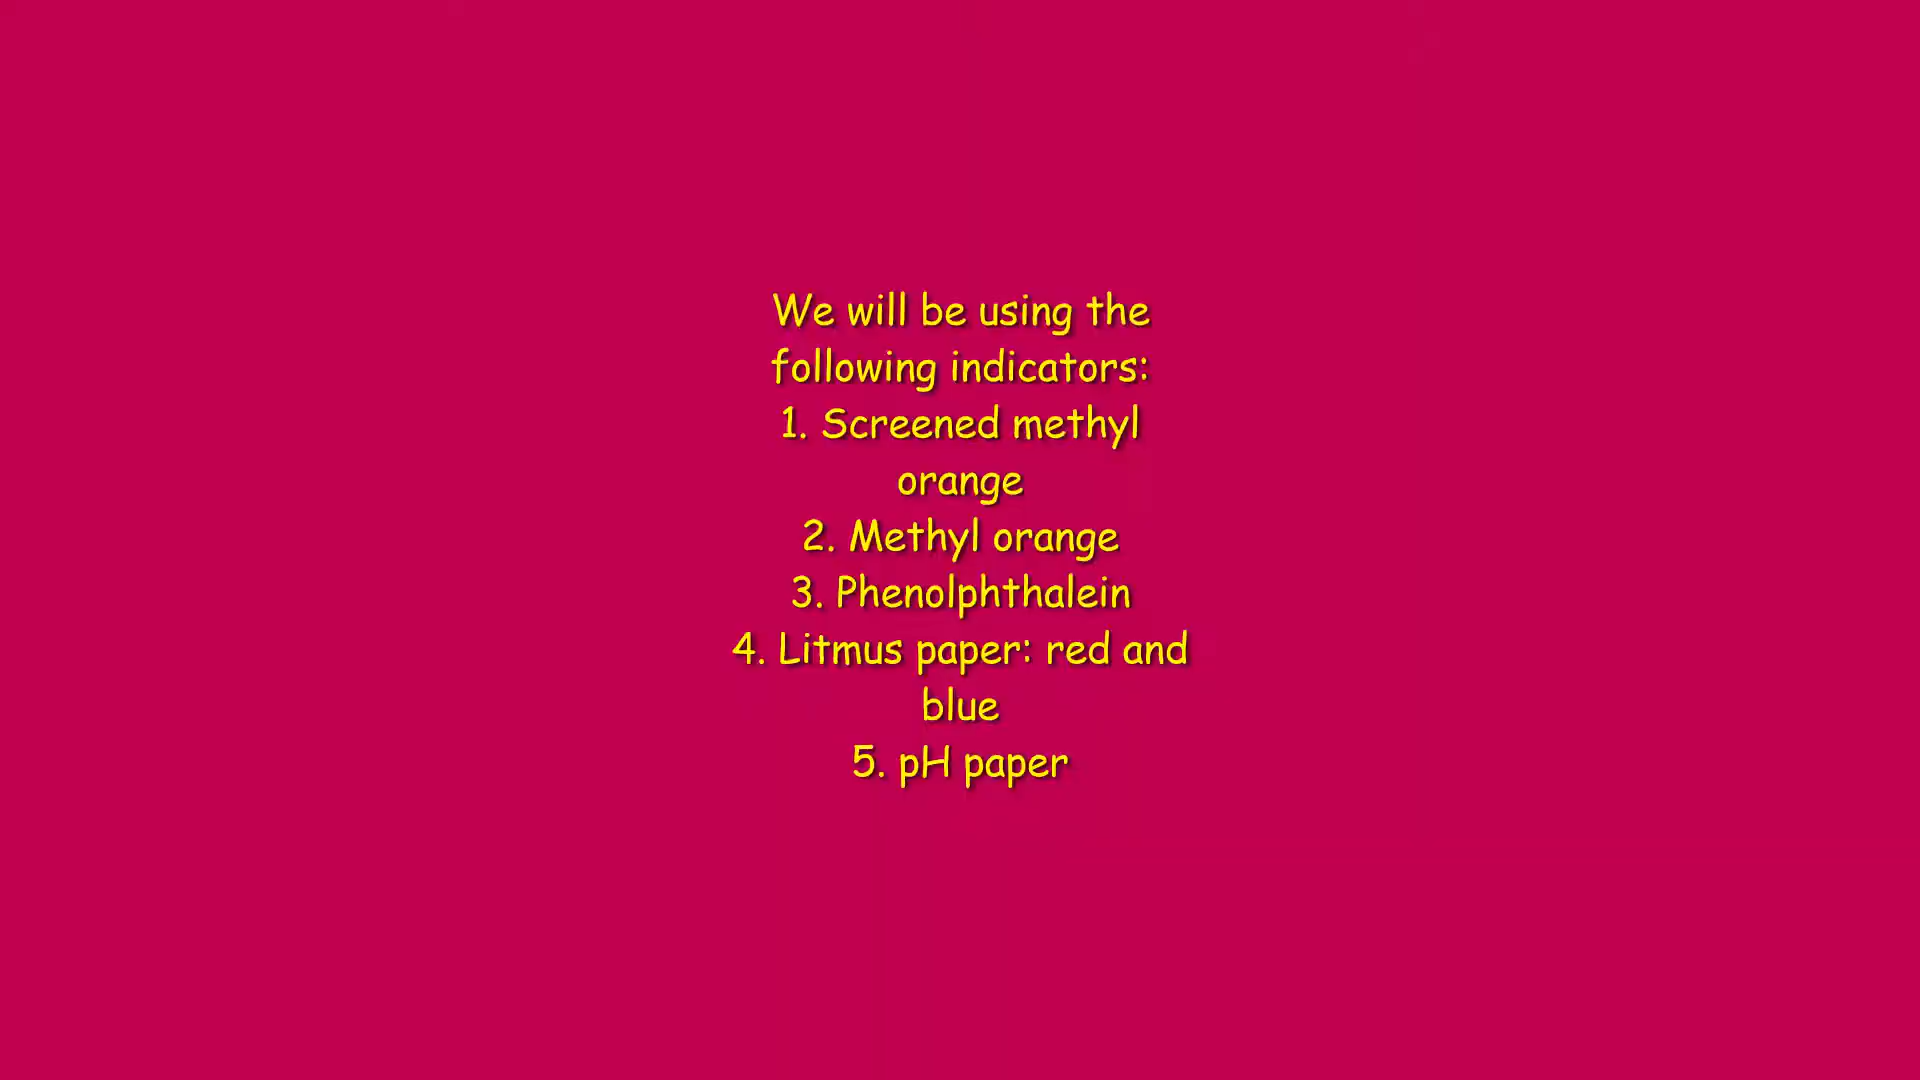 We will be using the
following indicators:
1. Screened methyl
orange
2. Methyl orange
3. Phenolphthalein
4. Litmus paper: red and
blue
5. pH paper